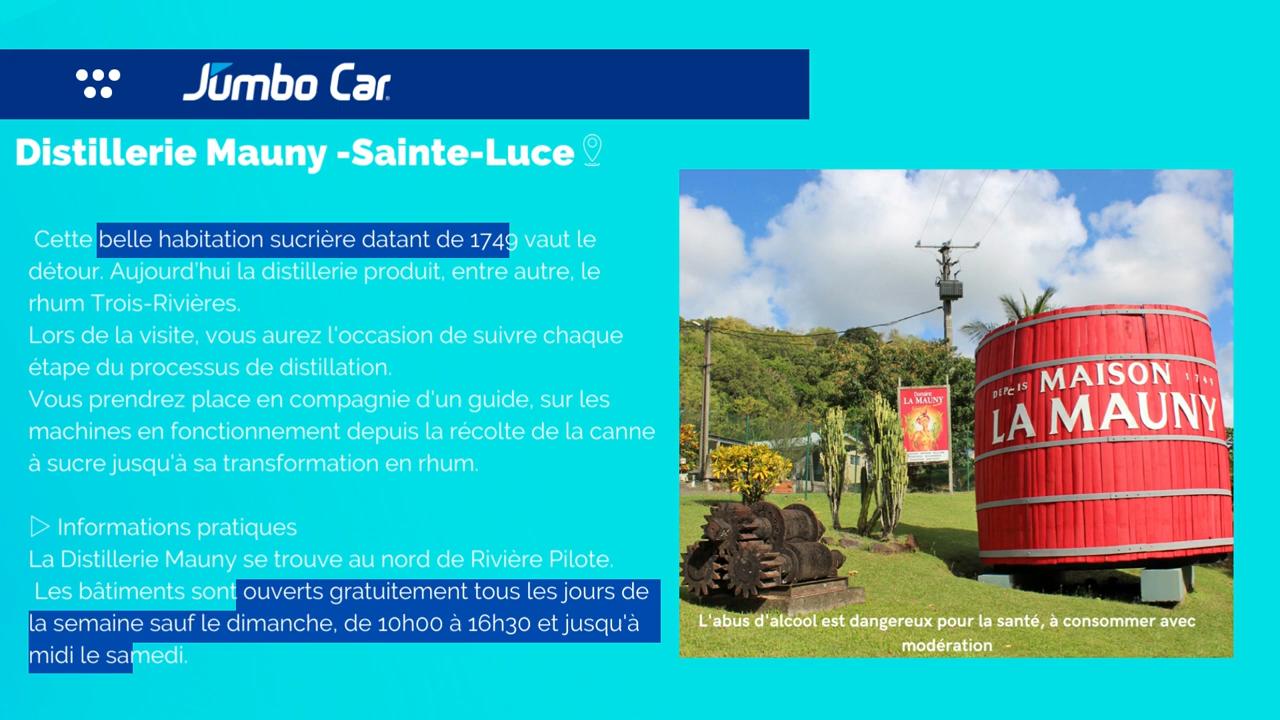 Jumbo Car
Distillerie Mauny -Sainte-Luce
Cette belle habitation sucrière datant de 1749 vaut le
détour. Aujourd'hui la distillerie produit, entre autre, le
rhum Trois-Rivières.
Lors de la visite, vous aurez l'occasion de suivre chaque
étape du processus de distillation.
Vous prendrez place en compagnie d'un guide, sur les
machines en fonctionnement depuis la récolte de la canne
à sucre jusqu'à sa transformation en rhum.
▷ Informations pratiques
La Distillerie Mauny se trouve au nord de Rivière Pilote.
Les bâtiments sont ouverts gratuitement tous les jours de
la semaine sauf le dimanche, de 10h00 à 16h30 et jusqu'à
midi le samedi.
DEPUIS MAISON 1749
LA MAUNY
LA MAUNY
L'abus d'alcool est dangereux pour la santé, à consommer avec
modération -